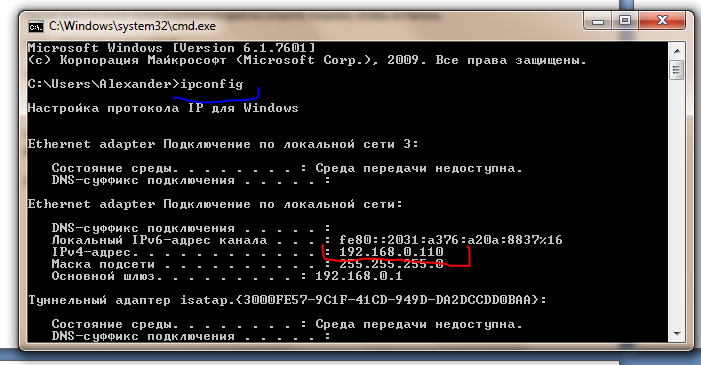 C:\Windows\system32\cmd.exe
Microsoft Windows [Version 6.1.7601]
(c) Корпорация Майкрософт (Microsoft Corp.), 2009. Все права защищены.
C:\Users\Alexander>ipconfig
Настройка протокола IP для Windows
Ethernet adapter Подключение по локальной сети 3:
Состояние среды. . . . . . . . : Среда передачи недоступна.
DNS-суффикс подключения . . . . . :
Ethernet adapter Подключение по локальной сети:
DNS-суффикс подключения . . . . . :
Локальный IPv6-адрес канала . . . : fe80::2031:a376:a20a:8837%16
IPv4-адрес. . . . . . . . . . . . : 192.168.0.110
Маска подсети . . . . . . . . . . : 255.255.255.0
Основной шлюз. . . . . . . . . : 192.168.0.1
Туннельный адаптер isatap.{3000FE57-9C1F-41CD-949D-DA2DCCDD0BAA}:
Состояние среды. . . . . . . . : Среда передачи недоступна.
DNS-суффикс подключения . . . . . :